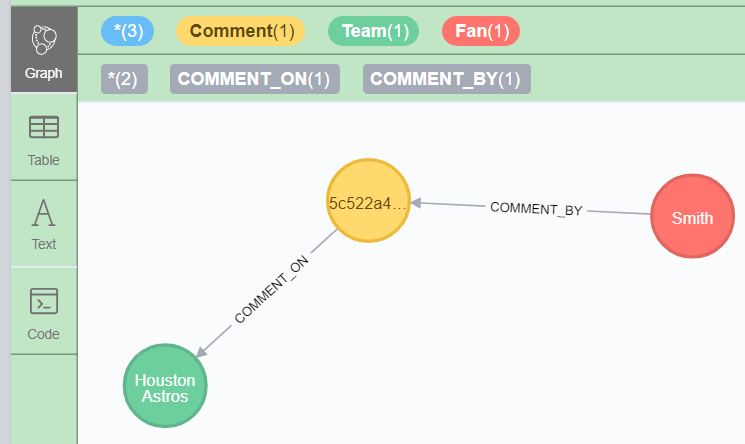 *(3) Comment(1) Team(1) Fan(1)
*(2) COMMENT_ON(1) COMMENT_BY(1)
Graph
Table
Text
Code
5c522a4...
COMMENT_BY
Smith
COMMENT_ON
Houston
Astros